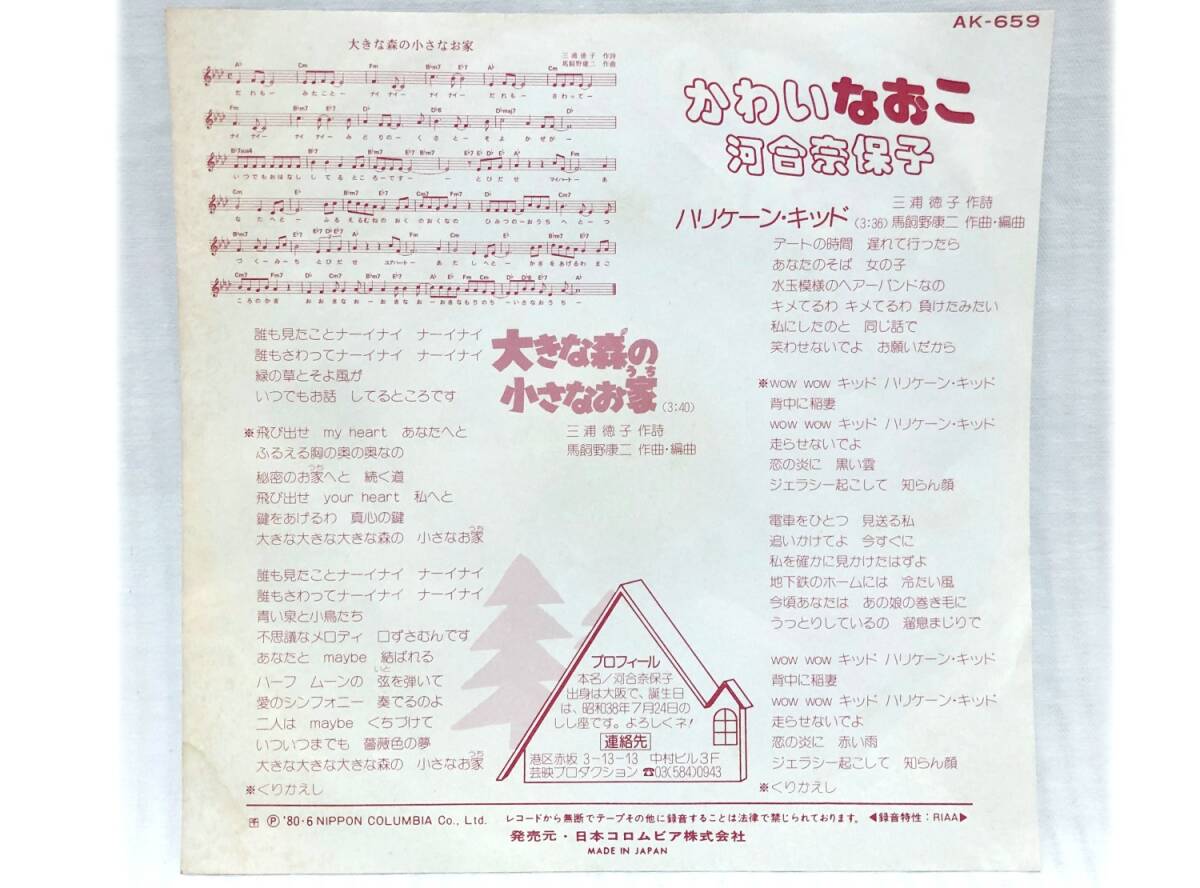 AK-659
大きな森の小さなお家
三浦徳子 作詩
馬飼野康二 作曲
かわいなおこ
河合奈保子
ハリケーン・キッド (3:36)
三浦徳子 作詩
馬飼野康二 作曲・編曲
デートの時間 遅れて行ったら
あなたのそば 女の子
水玉模様のヘアーバンドなの
キメてるわ キメてるわ 負けたみたい
私にしたのと 同じ話で
笑わせないでよ お願いだから
※wow wow キッド ハリケーン・キッド
背中に稲妻
wow wow キッド ハリケーン・キッド
走らせないでよ
恋の炎に 黒い雲
ジェラシー起こして 知らん顔
電車をひとつ 見送る私
追いかけてよ 今すぐに
私を確かに見かけたはずよ
地下鉄のホームには 冷たい風
今頃あなたは あの娘の巻き毛に
うっとりしているの 溜息まじりで
wow wow キッド ハリケーン・キッド
背中に稲妻
wow wow キッド ハリケーン・キッド
走らせないでよ
恋の炎に 赤い雨
ジェラシー起こして 知らん顔
※くりかえし
大きな森の
小さなお家 (3:40)
うち
三浦徳子 作詩
馬飼野康二 作曲・編曲
誰も見たことナーイナイ ナーイナイ
誰もさわってナーイナイ ナーイナイ
緑の草とそよ風が
いつでもお話 してるところです
※飛び出せ my heart あなたへと
ふるえる胸の奥の奥なの
うち
秘密のお家へと 続く道
飛び出せ your heart 私へと
鍵をあげるわ 真心の鍵
うち
大きな大きな大きな森の 小さなお家
誰も見たことナーイナイ ナーイナイ
誰もさわってナーイナイ ナーイナイ
青い泉と小鳥たち
不思議なメロディ 口ずさむんです
あなたと maybe 結ばれる
いと
ハーフ ムーンの 弦を弾いて
愛のシンフォニー 奏でるのよ
二人は maybe くちづけて
いついつまでも 薔薇色の夢
うち
大きな大きな大きな森の 小さなお家
※くりかえし
プロフィール
本名/河合奈保子
出身は大阪で、誕生日
は、昭和38年7月24日の
しし座です。よろしくネ!
連絡先
港区赤坂 3-13-13 中村ビル3F
芸映プロダクション ☎03(584)0943
Ⓟ '80・6 NIPPON COLUMBIA Co., Ltd. レコードから無断でテープその他に録音することは法律で禁じられております。 ◀録音特性：RIAA▶
発売元・日本コロムビア株式会社
MADE IN JAPAN